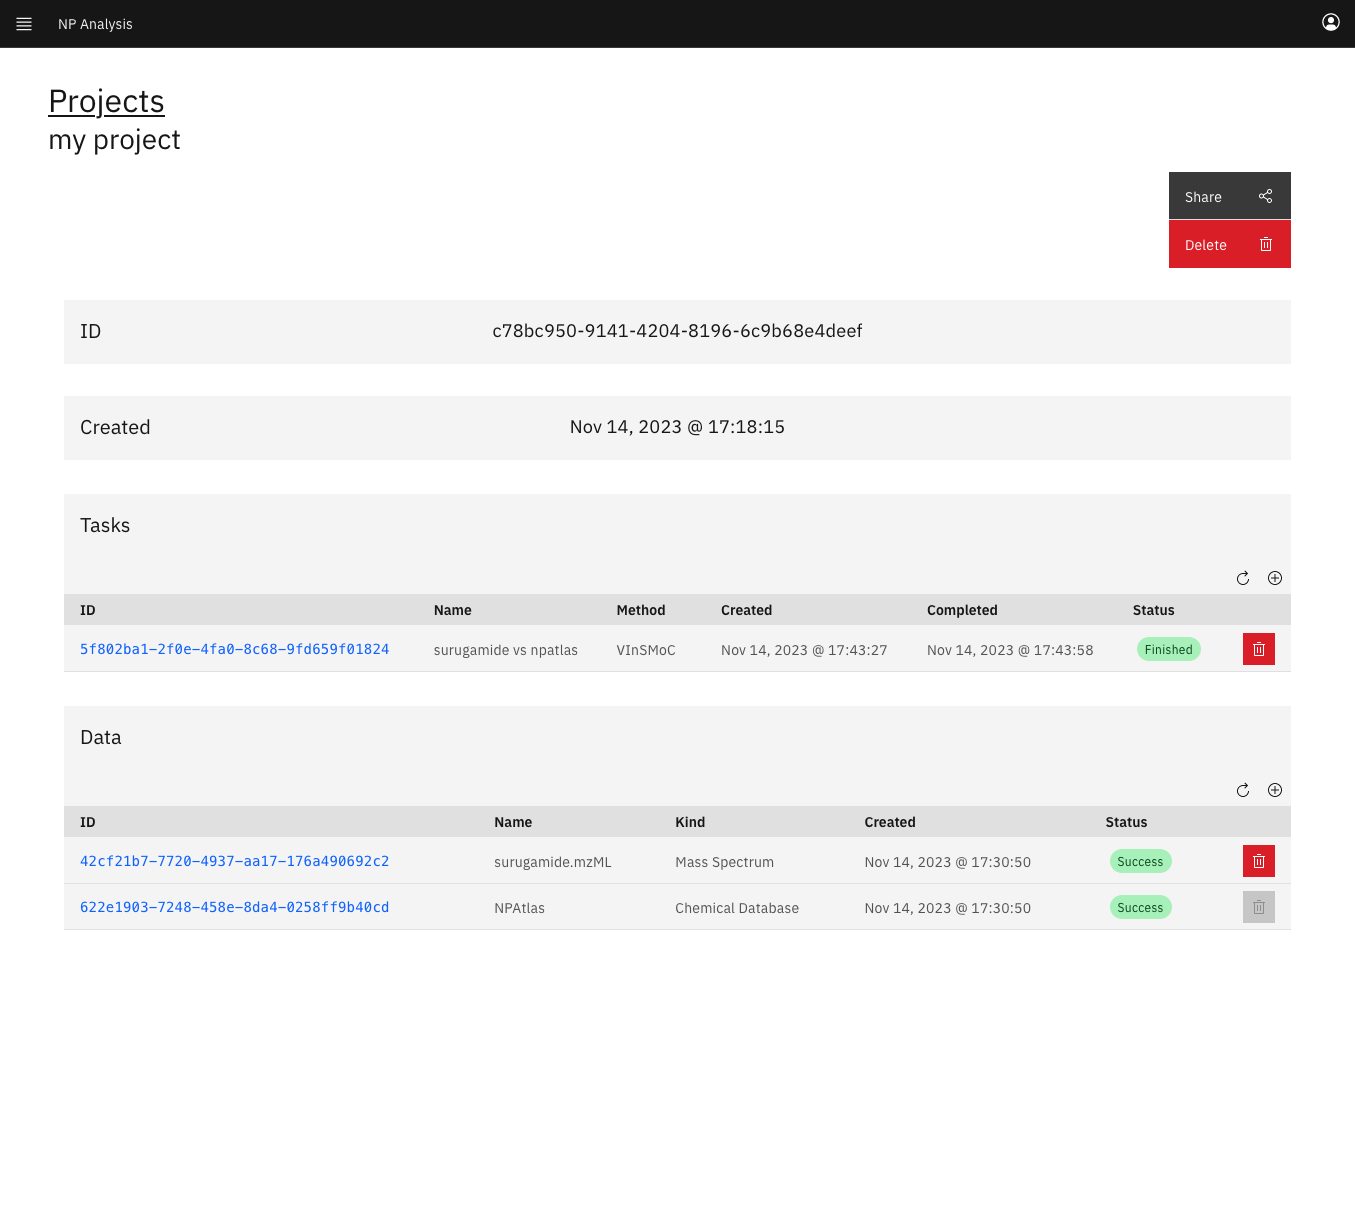 NP Analysis
Projects
my project
Share
Delete
ID c78bc950-9141-4204-8196-6c9b68e4deef
Created Nov 14, 2023 @ 17:18:15
Tasks
ID Name Method Created Completed Status
5f802ba1-2f0e-4fa0-8c68-9fd659f01824 surugamide vs npatlas VInSMoC Nov 14, 2023 @ 17:43:27 Nov 14, 2023 @ 17:43:58 Finished
Data
ID Name Kind Created Status
42cf21b7-7720-4937-aa17-176a490692c2 surugamide.mzML Mass Spectrum Nov 14, 2023 @ 17:30:50 Success
622e1903-7248-458e-8da4-0258ff9b40cd NPAtlas Chemical Database Nov 14, 2023 @ 17:30:50 Success